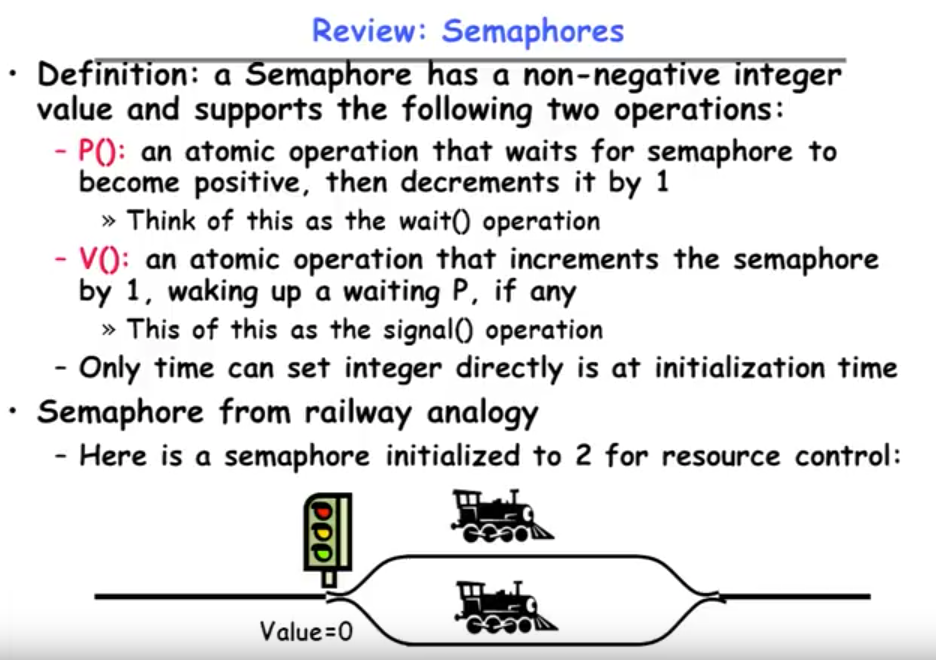 Review: Semaphores
• Definition: a Semaphore has a non-negative integer
value and supports the following two operations:
– P(): an atomic operation that waits for semaphore to
become positive, then decrements it by 1
» Think of this as the wait() operation
– V(): an atomic operation that increments the semaphore
by 1, waking up a waiting P, if any
» This of this as the signal() operation
– Only time can set integer directly is at initialization time
• Semaphore from railway analogy
– Here is a semaphore initialized to 2 for resource control:
Value=0